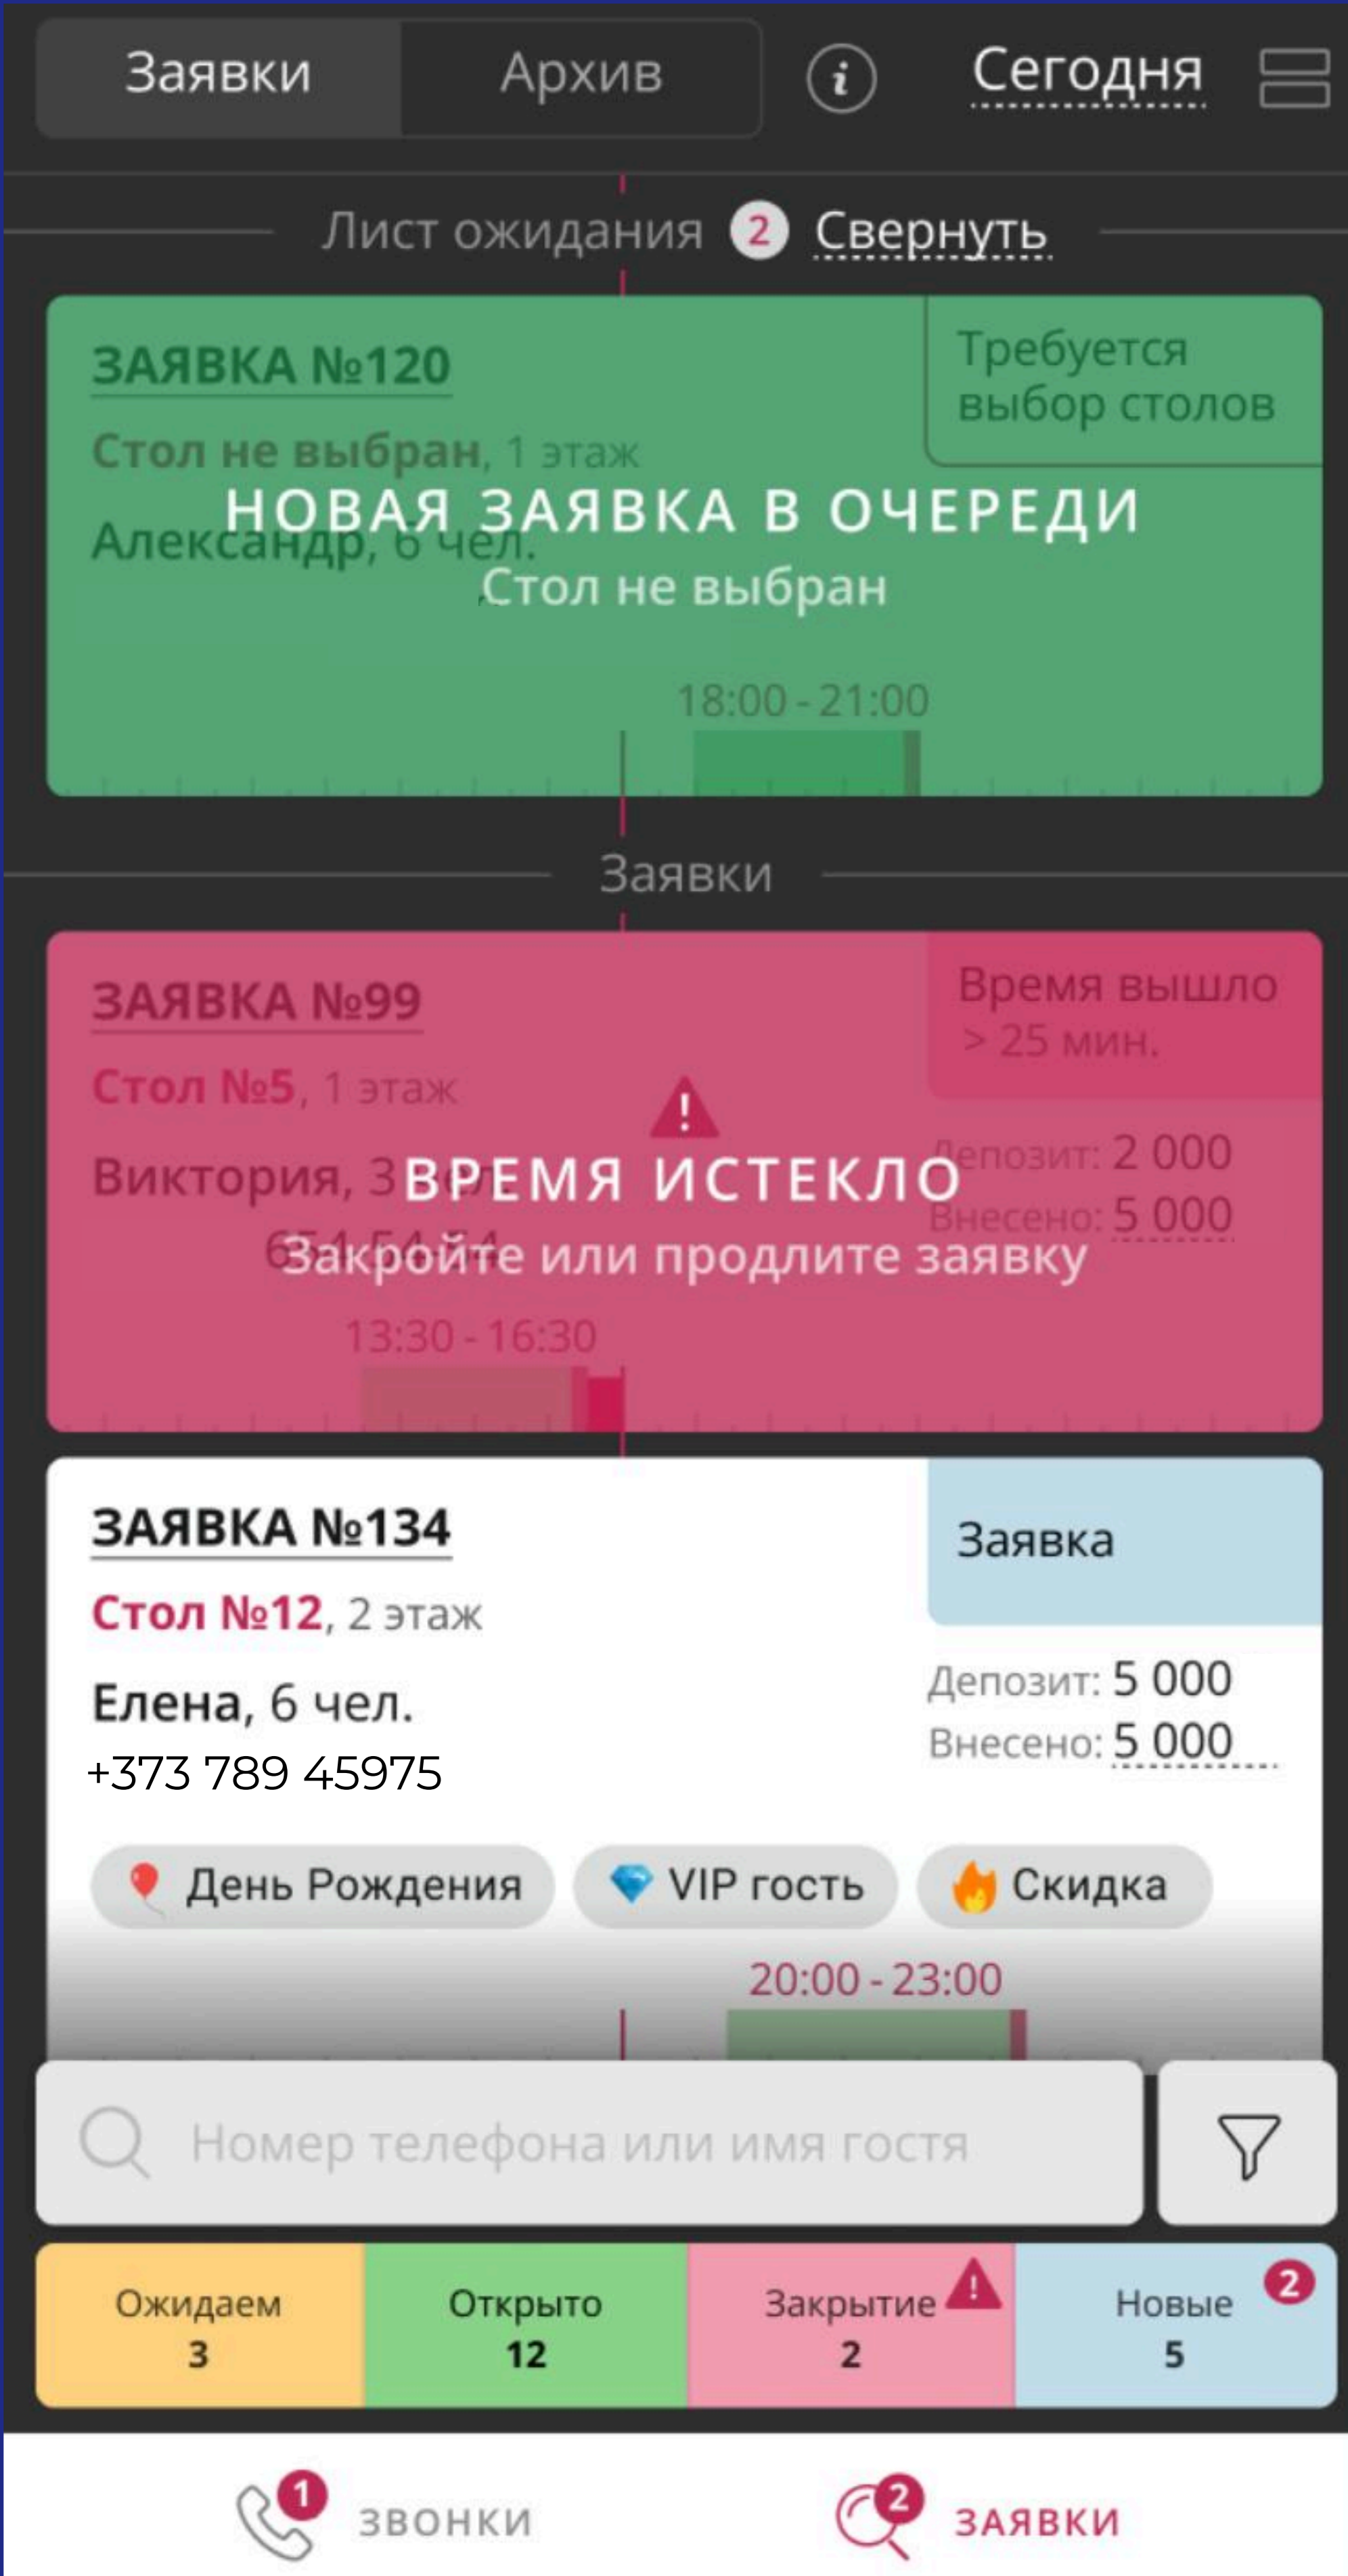 Заявки Архив i Сегодня
Лист ожидания 2 Свернуть
ЗАЯВКА №120
Требуется
выбор столов
Стол не выбран, 1 этаж
НОВАЯ ЗАЯВКА В ОЧЕРЕДИ
Александр, 6 чел.
Стол не выбран
18:00 - 21:00
Заявки
ЗАЯВКА №99
Время вышло
> 25 мин.
Стол №5, 1 этаж
Депозит: 2 000
Виктория, 3
ВРЕМЯ ИСТЕКЛО
Внесено: 5 000
Закройте или продлите заявку
13:30 - 16:30
ЗАЯВКА №134
Заявка
Стол №12, 2 этаж
Депозит: 5 000
Елена, 6 чел.
Внесено: 5 000
+373 789 45975
День Рождения VIP гость Скидка
20:00 - 23:00
Номер телефона или имя гостя
Ожидаем Открыто Закрытие ! Новые 2
3 12 2 5
1 ЗВОНКИ 2 ЗАЯВКИ